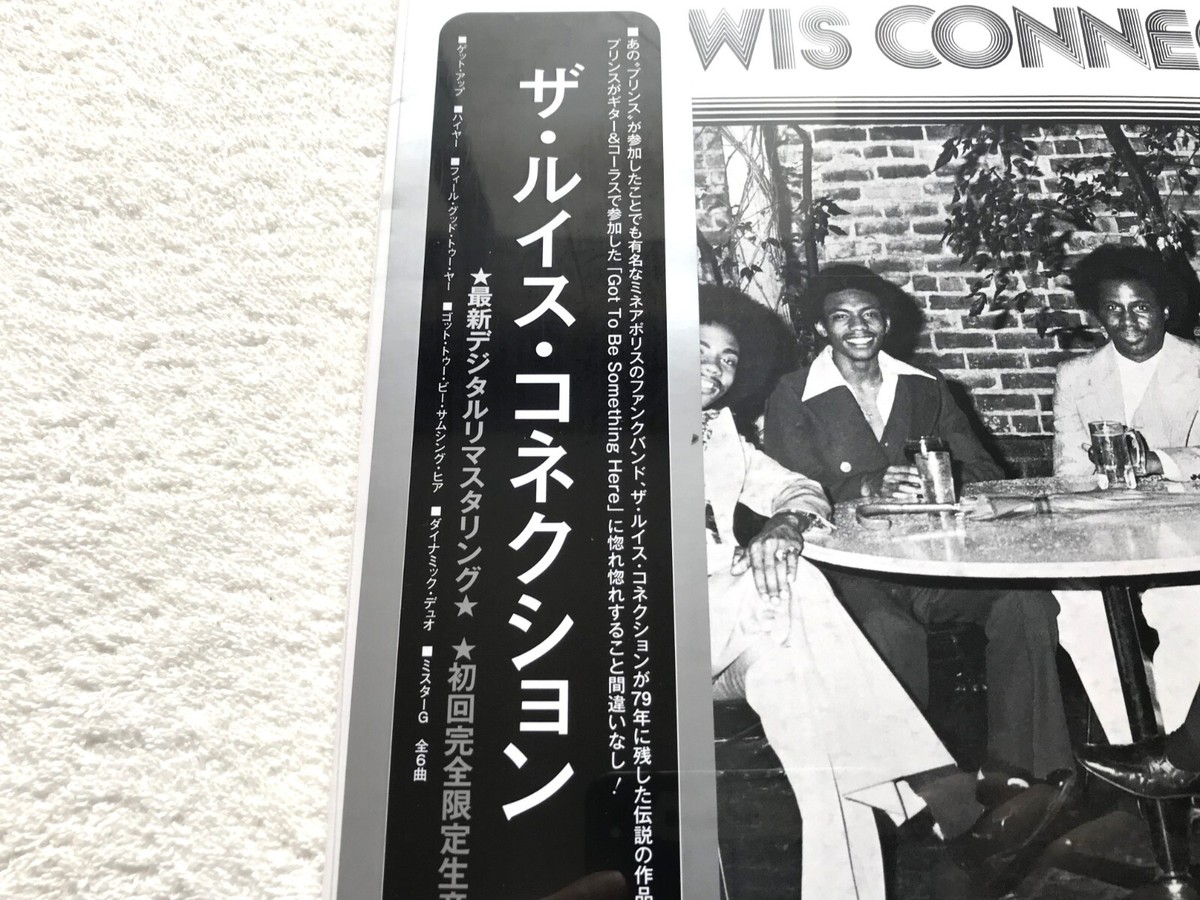 WIS CONNE
■あの〝プリンス〟が参加したことでも有名なミネアポリスのファンクバンド、ザ・ルイス・コネクションが79年に残した伝説の作品
プリンスがギター&コーラスで参加した「Got To Be Something Here」に惚れ惚れすること間違いなし!
ザ・ルイス・コネクション
★最新デジタルリマスタリング★ ★初回完全限定生産
■ゲット・アップ ■ハイヤー ■フィール・グッド・トゥー・ヤー ■ゴット・トゥー・ビー・サムシング・ヒア ■ダイナミック・デュオ ■ミスターG 全6曲